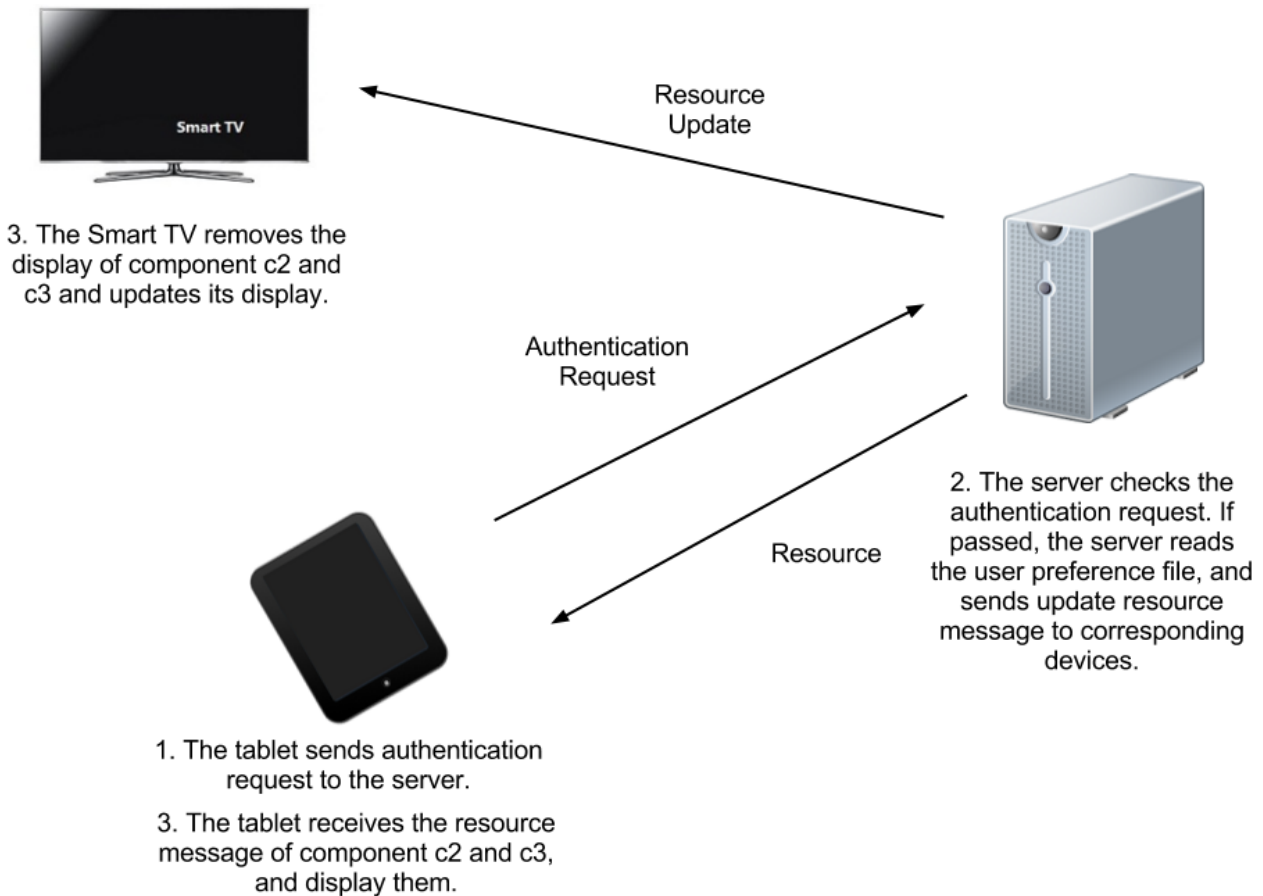 Smart TV
Resource
Update
3. The Smart TV removes the
display of component c2 and
c3 and updates its display.
Authentication
Request
2. The server checks the
authentication request. If
passed, the server reads
the user preference file, and
sends update resource
message to corresponding
devices.
Resource
1. The tablet sends authentication
request to the server.
3. The tablet receives the resource
message of component c2 and c3,
and display them.